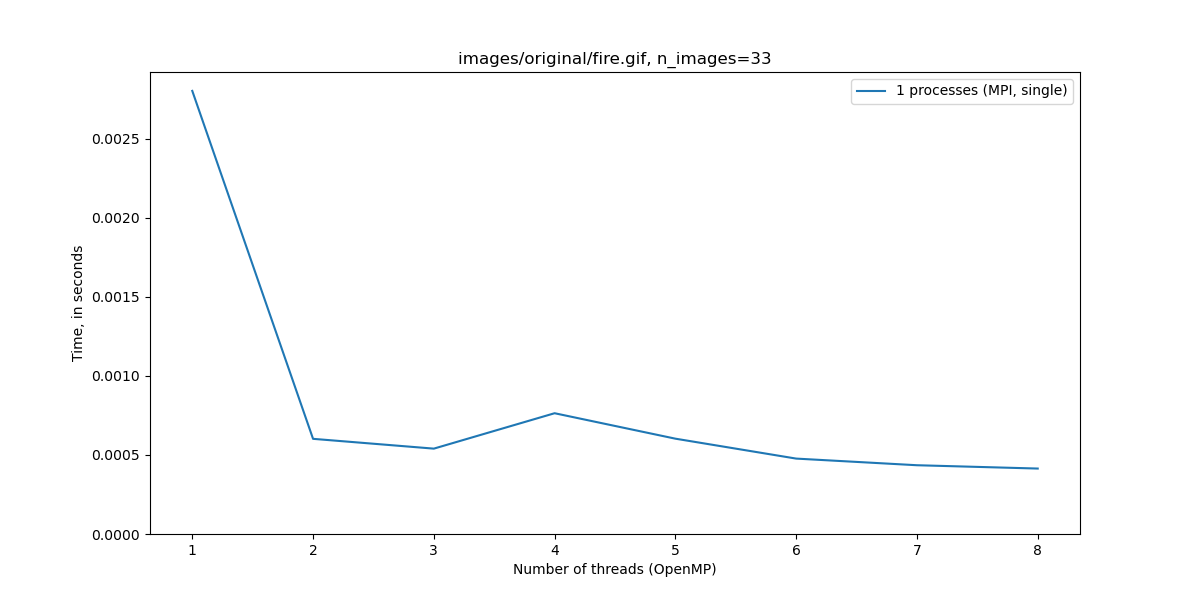 images/original/fire.gif, n_images=33
1 processes (MPI, single)
Time, in seconds
0.0025
0.0020
0.0015
0.0010
0.0005
0.0000
1 2 3 4 5 6 7 8
Number of threads (OpenMP)